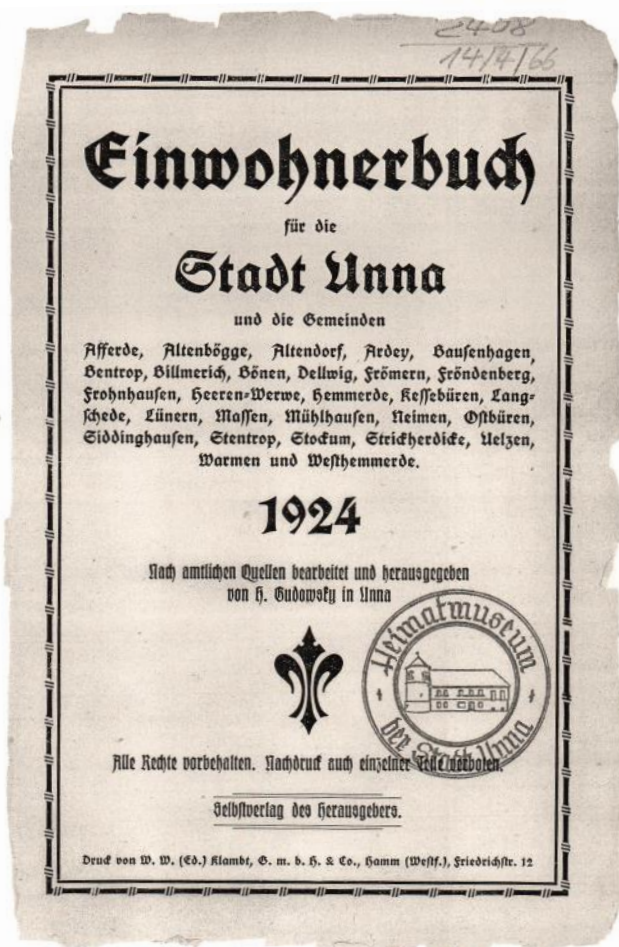 2408
14/4/66
Einwohnerbuch
für die
Stadt Unna
und die Gemeinden
Afferde, Altenbögge, Altendorf, Ardey, Bausenhagen,
Bentrop, Billmerich, Bönen, Dellwig, Frömern, Fröndenberg,
Frohnhausen, Heeren-Werwe, Hemmerde, Kessebüren, Lang-
schede, Lünern, Massen, Mühlhausen, Neimen, Ostbüren,
Siddinghausen, Stentrop, Stockum, Strickherdicke, Uelzen,
Warmen und Westhemmerde.
1924
Nach amtlichen Quellen bearbeitet und herausgegeben
von H. Gudowsky in Unna
Heimatmuseum
der Stadt Unna
Alle Rechte vorbehalten. Nachdruck auch einzelner Teile verboten.
Selbstverlag des Herausgebers.
Druck von W. W. (Ed.) Klambt, G. m. b. H. & Co., Hamm (Westf.), Friedrichstr. 12